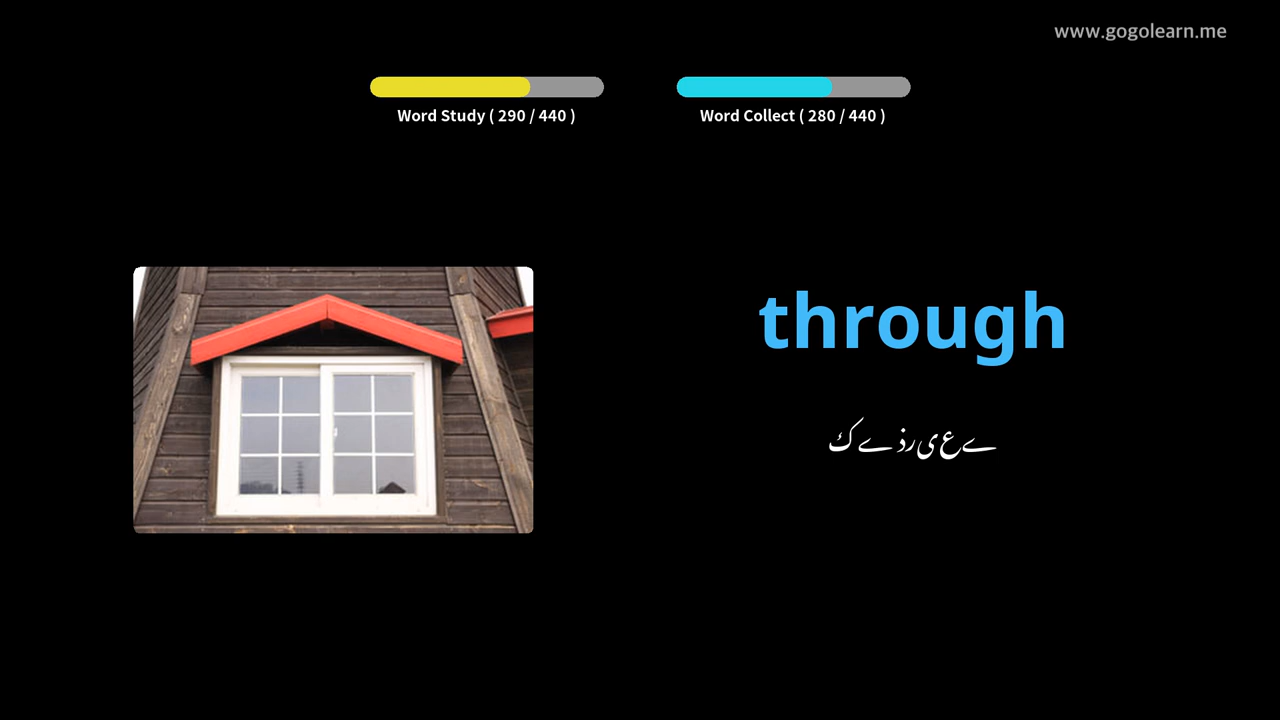 www.gogolearn.me
Word Study ( 290 / 440 )
Word Collect ( 280 / 440 )
through
کے ذریعے